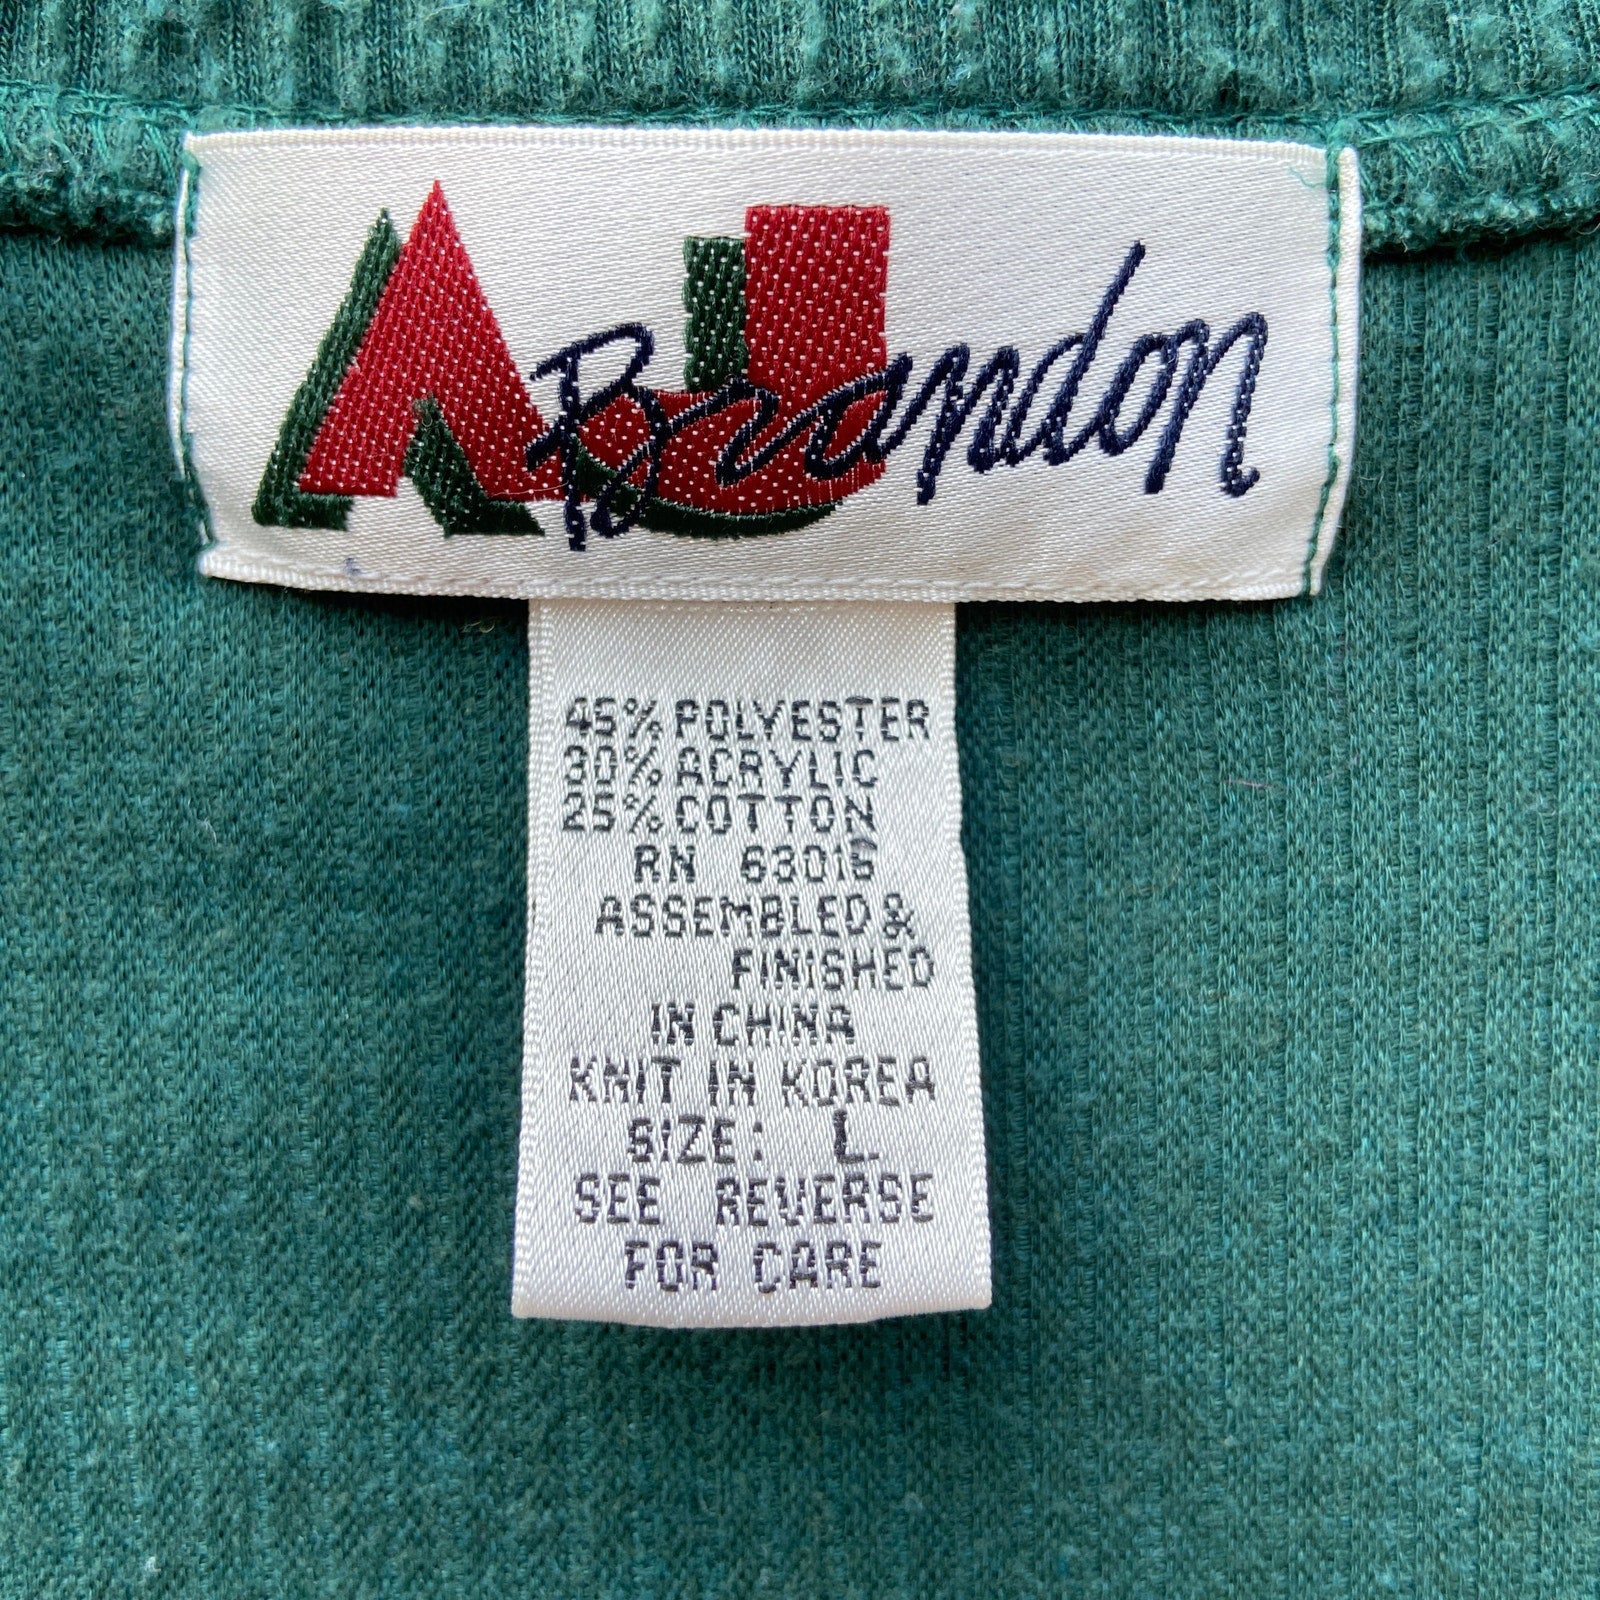 AJ Brandon
45% POLYESTER
30% ACRYLIC
25% COTTON
RN 63015
ASSEMBLED &
FINISHED
IN CHINA
KNIT IN KOREA
SIZE: L
SEE REVERSE
FOR CARE